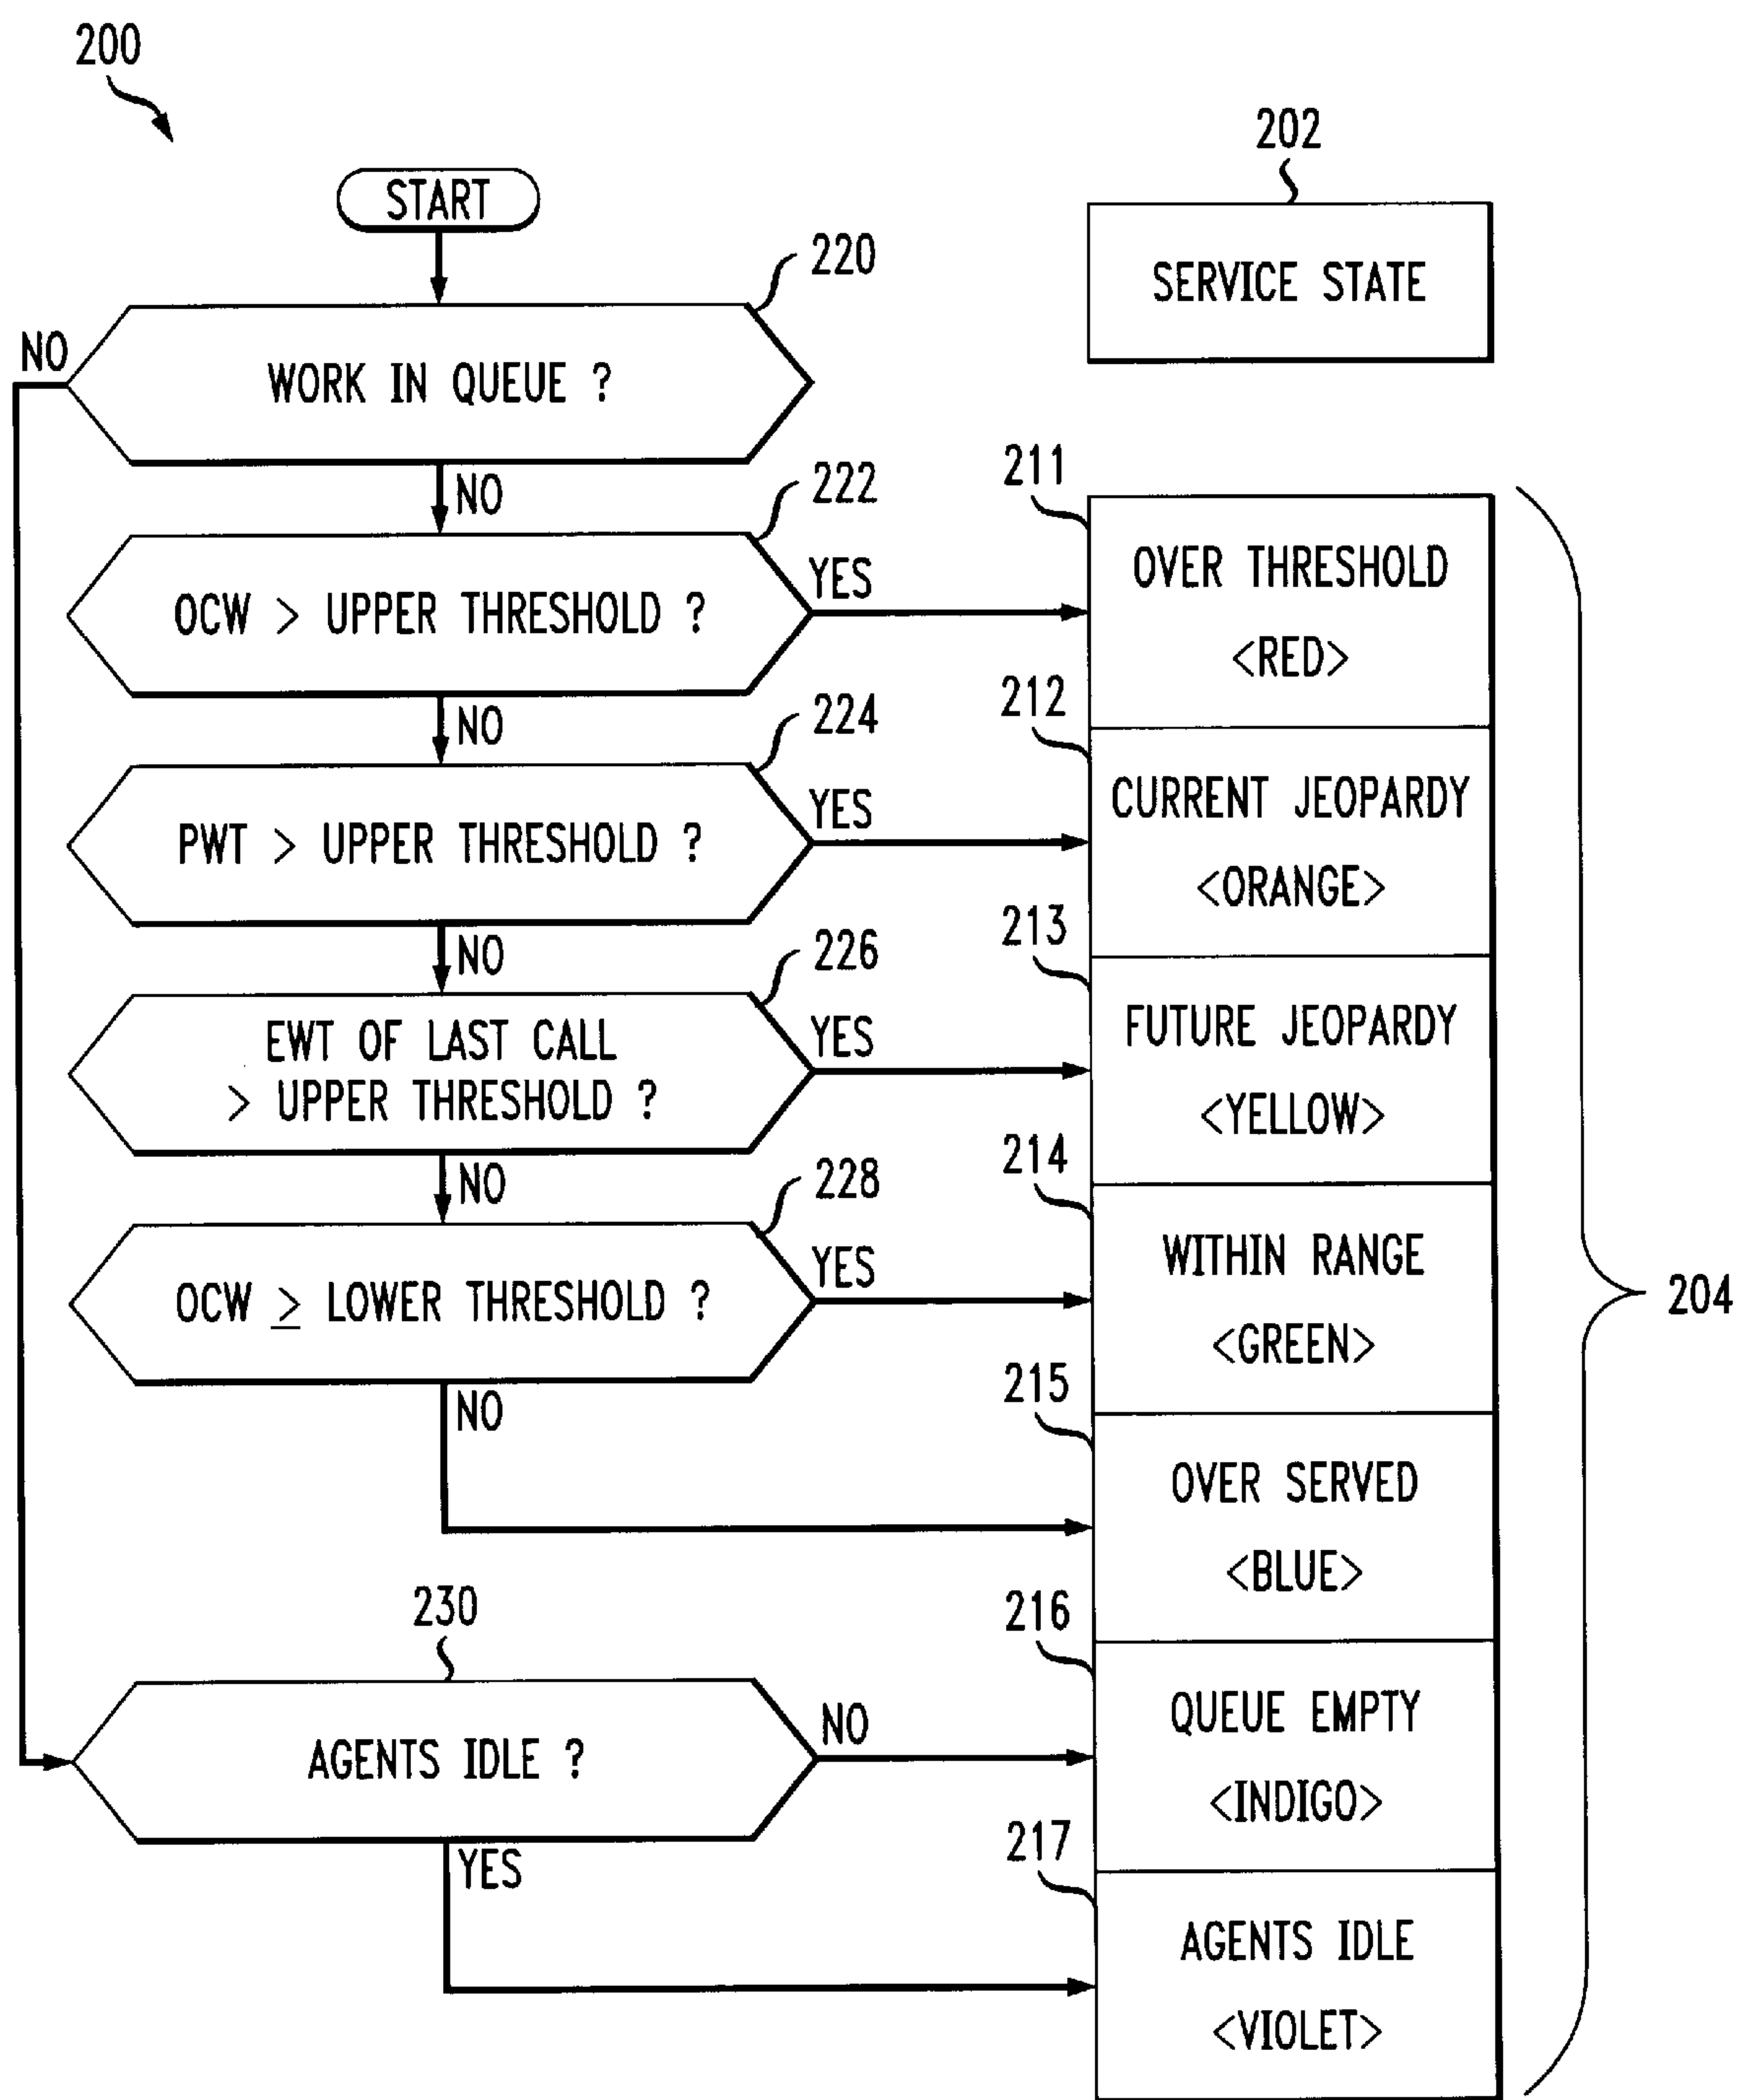 200
202
START
SERVICE STATE
220
NO
WORK IN QUEUE ?
NO
222
211
OCW > UPPER THRESHOLD ?
YES
OVER THRESHOLD
<RED>
NO
224
212
PWT > UPPER THRESHOLD ?
YES
CURRENT JEOPARDY
<ORANGE>
NO
226
213
EWT OF LAST CALL
> UPPER THRESHOLD ?
YES
FUTURE JEOPARDY
<YELLOW>
NO
228
214
OCW ≥ LOWER THRESHOLD ?
YES
WITHIN RANGE
<GREEN>
204
NO
215
OVER SERVED
<BLUE>
230
216
AGENTS IDLE ?
NO
QUEUE EMPTY
<INDIGO>
YES
217
AGENTS IDLE
<VIOLET>